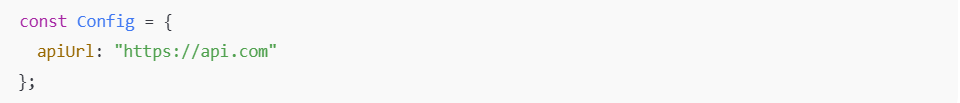 const Config = {
  apiUrl: "https://api.com"
};